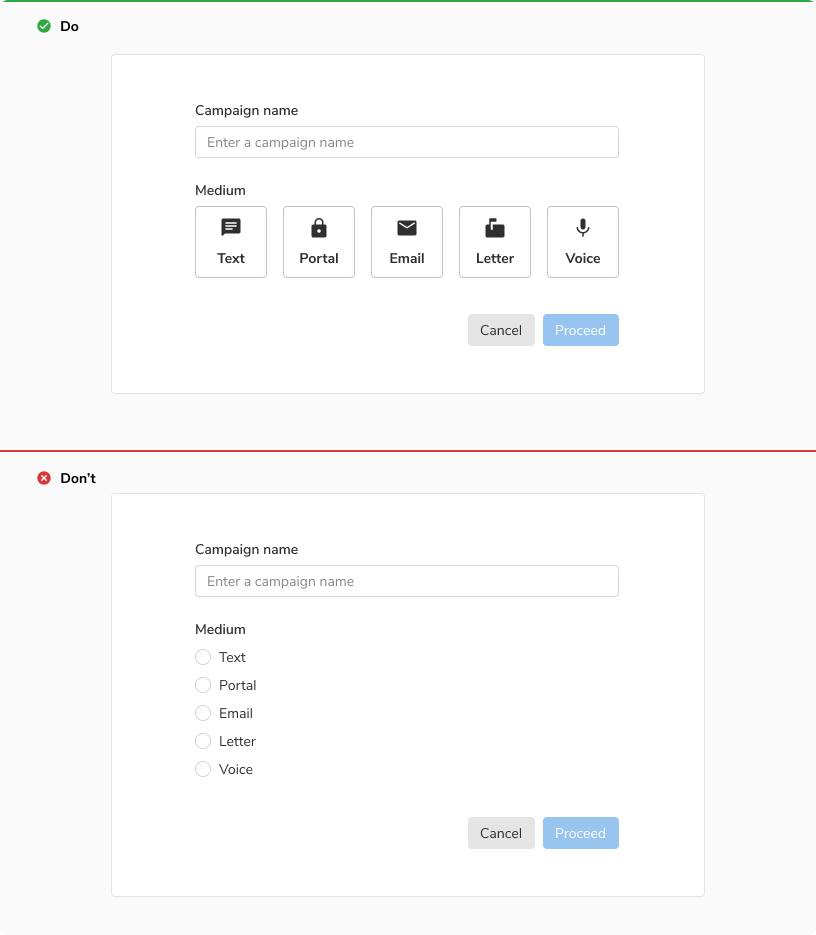 Do
Campaign name
Enter a campaign name
Medium
Text Portal Email Letter Voice
Cancel Proceed
Don't
Campaign name
Enter a campaign name
Medium
Text
Portal
Email
Letter
Voice
Cancel Proceed